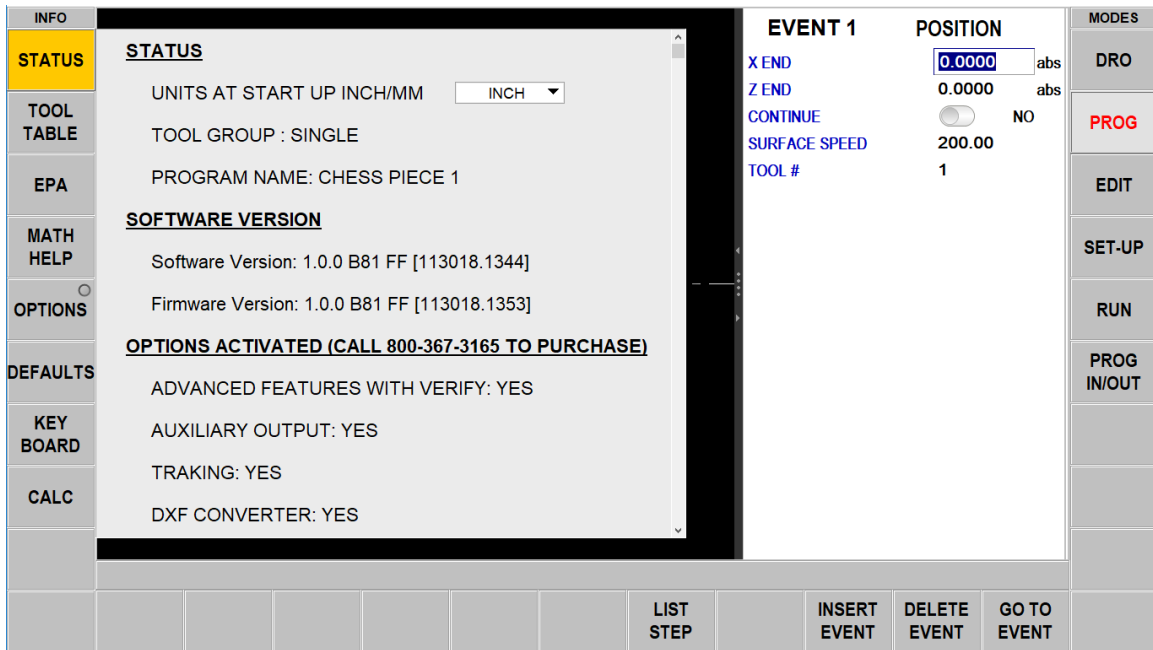 INFO
STATUS
TOOL
TABLE
EPA
MATH
HELP
OPTIONS
DEFAULTS
KEY
BOARD
CALC
STATUS
UNITS AT START UP INCH/MM INCH
TOOL GROUP : SINGLE
PROGRAM NAME: CHESS PIECE 1
SOFTWARE VERSION
Software Version: 1.0.0 B81 FF [113018.1344]
Firmware Version: 1.0.0 B81 FF [113018.1353]
OPTIONS ACTIVATED (CALL 800-367-3165 TO PURCHASE)
ADVANCED FEATURES WITH VERIFY: YES
AUXILIARY OUTPUT: YES
TRAKING: YES
DXF CONVERTER: YES
EVENT 1 POSITION
X END 0.0000 abs
Z END 0.0000 abs
CONTINUE NO
SURFACE SPEED 200.00
TOOL # 1
MODES
DRO
PROG
EDIT
SET-UP
RUN
PROG
IN/OUT
LIST
STEP
INSERT
EVENT
DELETE
EVENT
GO TO
EVENT